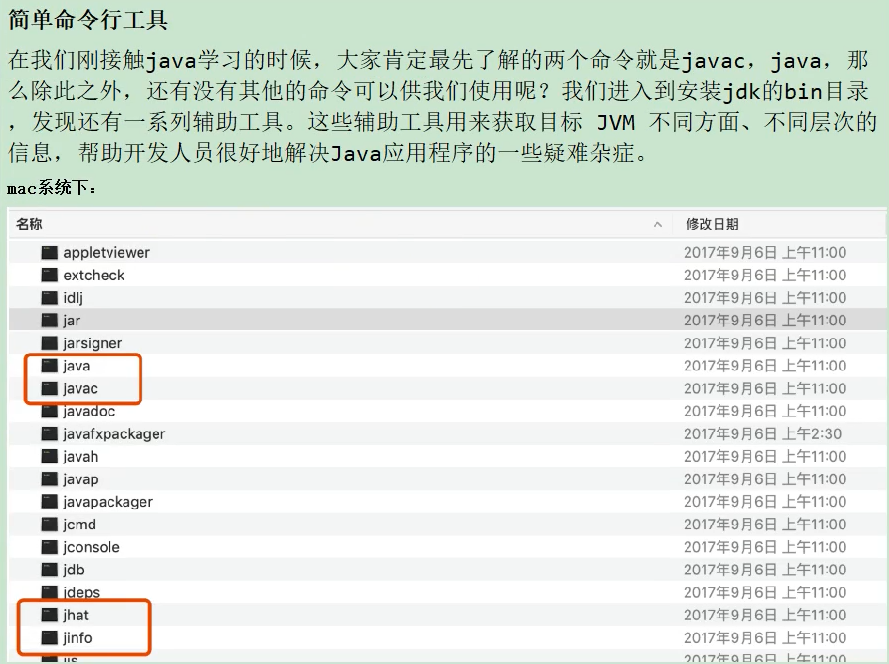 简单命令行工具
在我们刚接触java学习的时候，大家肯定最先了解的两个命令就是javac，java，那
么除此之外，还有没有其他的命令可以供我们使用呢？我们进入到安装jdk的bin目录
，发现还有一系列辅助工具。这些辅助工具用来获取目标 JVM 不同方面、不同层次的
信息，帮助开发人员很好地解决Java应用程序的一些疑难杂症。
mac系统下：
名称 修改日期
appletviewer 2017年9月6日 上午11:00
extcheck 2017年9月6日 上午11:00
idlj 2017年9月6日 上午11:00
jar 2017年9月6日 上午11:00
jarsigner 2017年9月6日 上午11:00
java 2017年9月6日 上午11:00
javac 2017年9月6日 上午11:00
javadoc 2017年9月6日 上午11:00
javafxpackager 2017年9月6日 上午2:30
javah 2017年9月6日 上午11:00
javap 2017年9月6日 上午11:00
javapackager 2017年9月6日 上午11:00
jcmd 2017年9月6日 上午11:00
jconsole 2017年9月6日 上午11:00
jdb 2017年9月6日 上午11:00
jdeps 2017年9月6日 上午11:00
jhat 2017年9月6日 上午11:00
jinfo 2017年9月6日 上午11:00
2017年9月6日 上午11:00